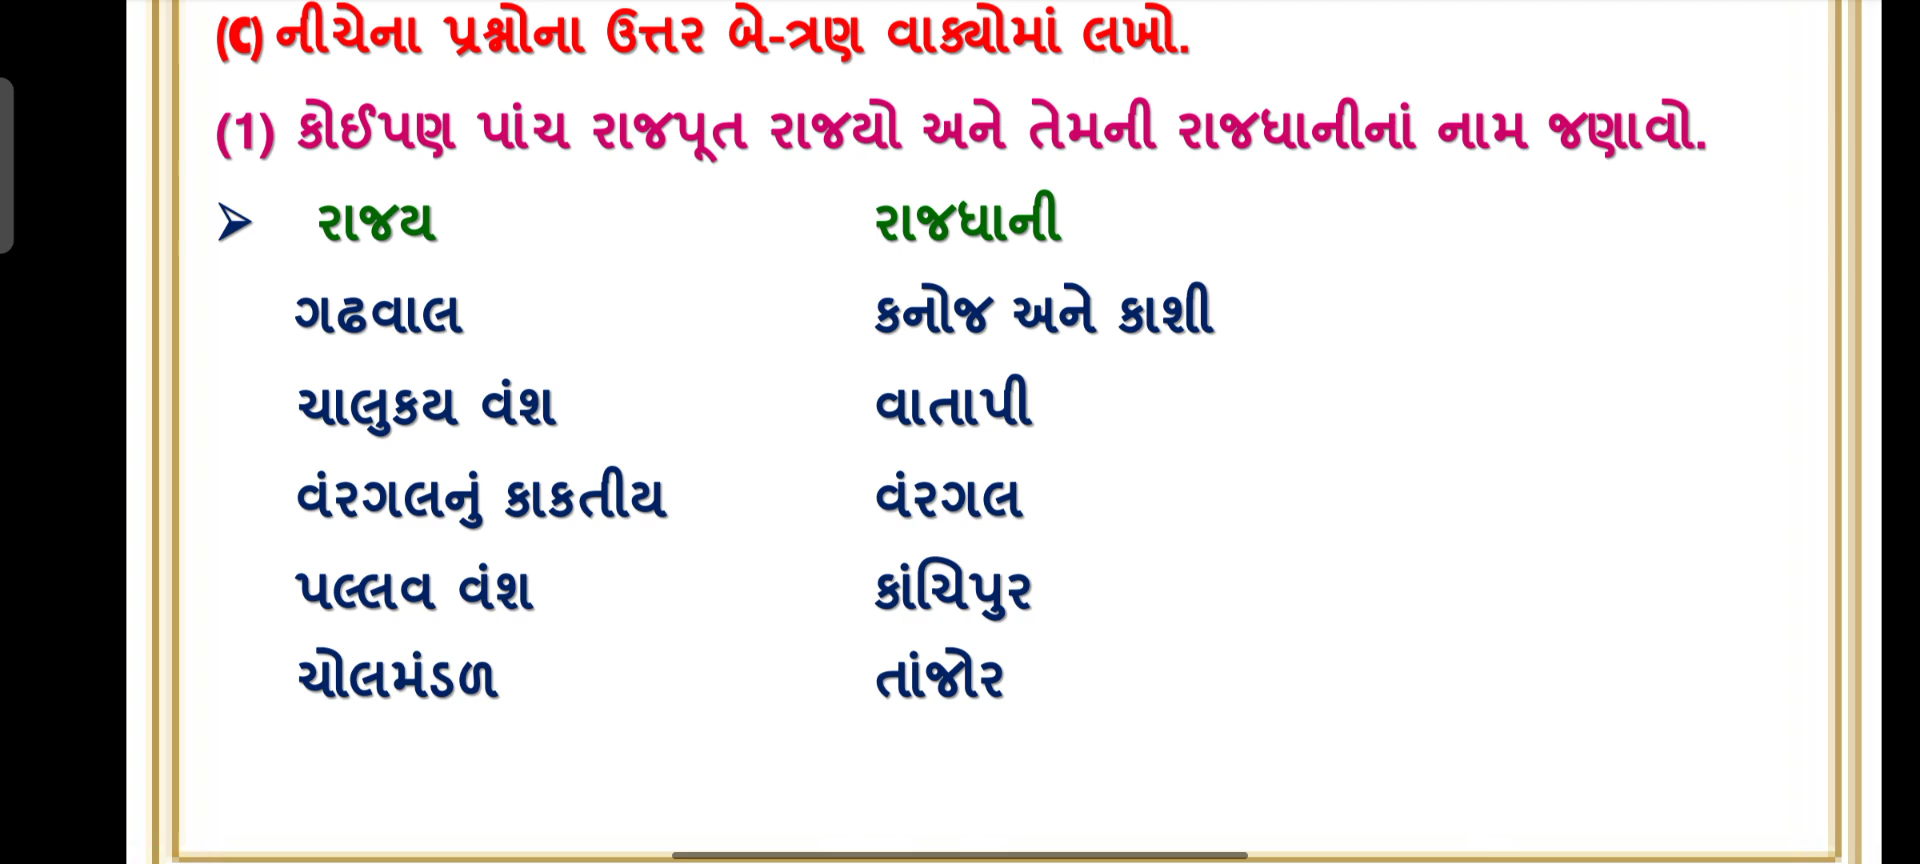 (C) નીચેના પ્રશ્નોના ઉત્તર બે-ત્રણ વાક્યોમાં લખો.
(1) કોઈપણ પાંચ રાજપૂત રાજયો અને તેમની રાજધાનીનાં નામ જણાવો.
➢ રાજય રાજધાની
ગઢવાલ કનોજ અને કાશી
ચાલુકય વંશ વાતાપી
વંરગલનું કાકતીય વંરગલ
પલ્લવ વંશ કાંચિપુર
ચોલમંડળ તાંજોર